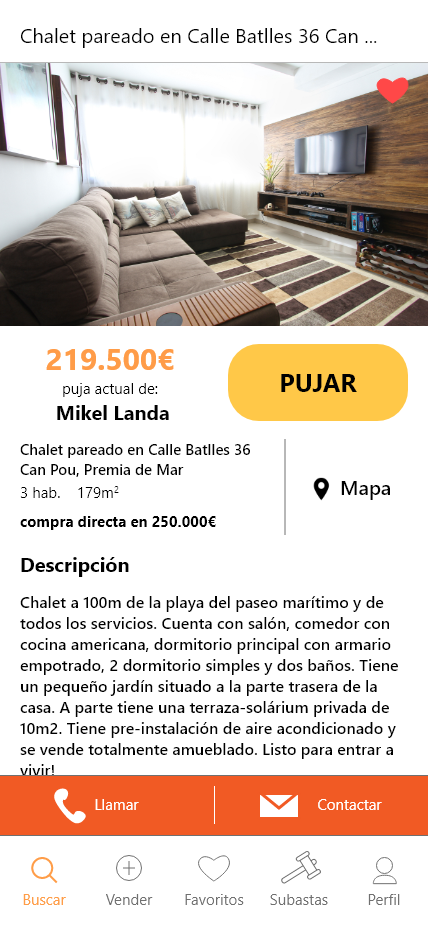 Chalet pareado en Calle Batlles 36 Can ...
219.500€
puja actual de:
Mikel Landa
PUJAR
Chalet pareado en Calle Batlles 36
Can Pou, Premia de Mar
3 hab. 179m²
compra directa en 250.000€
Mapa
Descripción
Chalet a 100m de la playa del paseo marítimo y de
todos los servicios. Cuenta con salón, comedor con
cocina americana, dormitorio principal con armario
empotrado, 2 dormitorio simples y dos baños. Tiene
un pequeño jardín situado a la parte trasera de la
casa. A parte tiene una terraza-solárium privada de
10m2. Tiene pre-instalación de aire acondicionado y
se vende totalmente amueblado. Listo para entrar a
vivir!
Llamar Contactar
Buscar Vender Favoritos Subastas Perfil